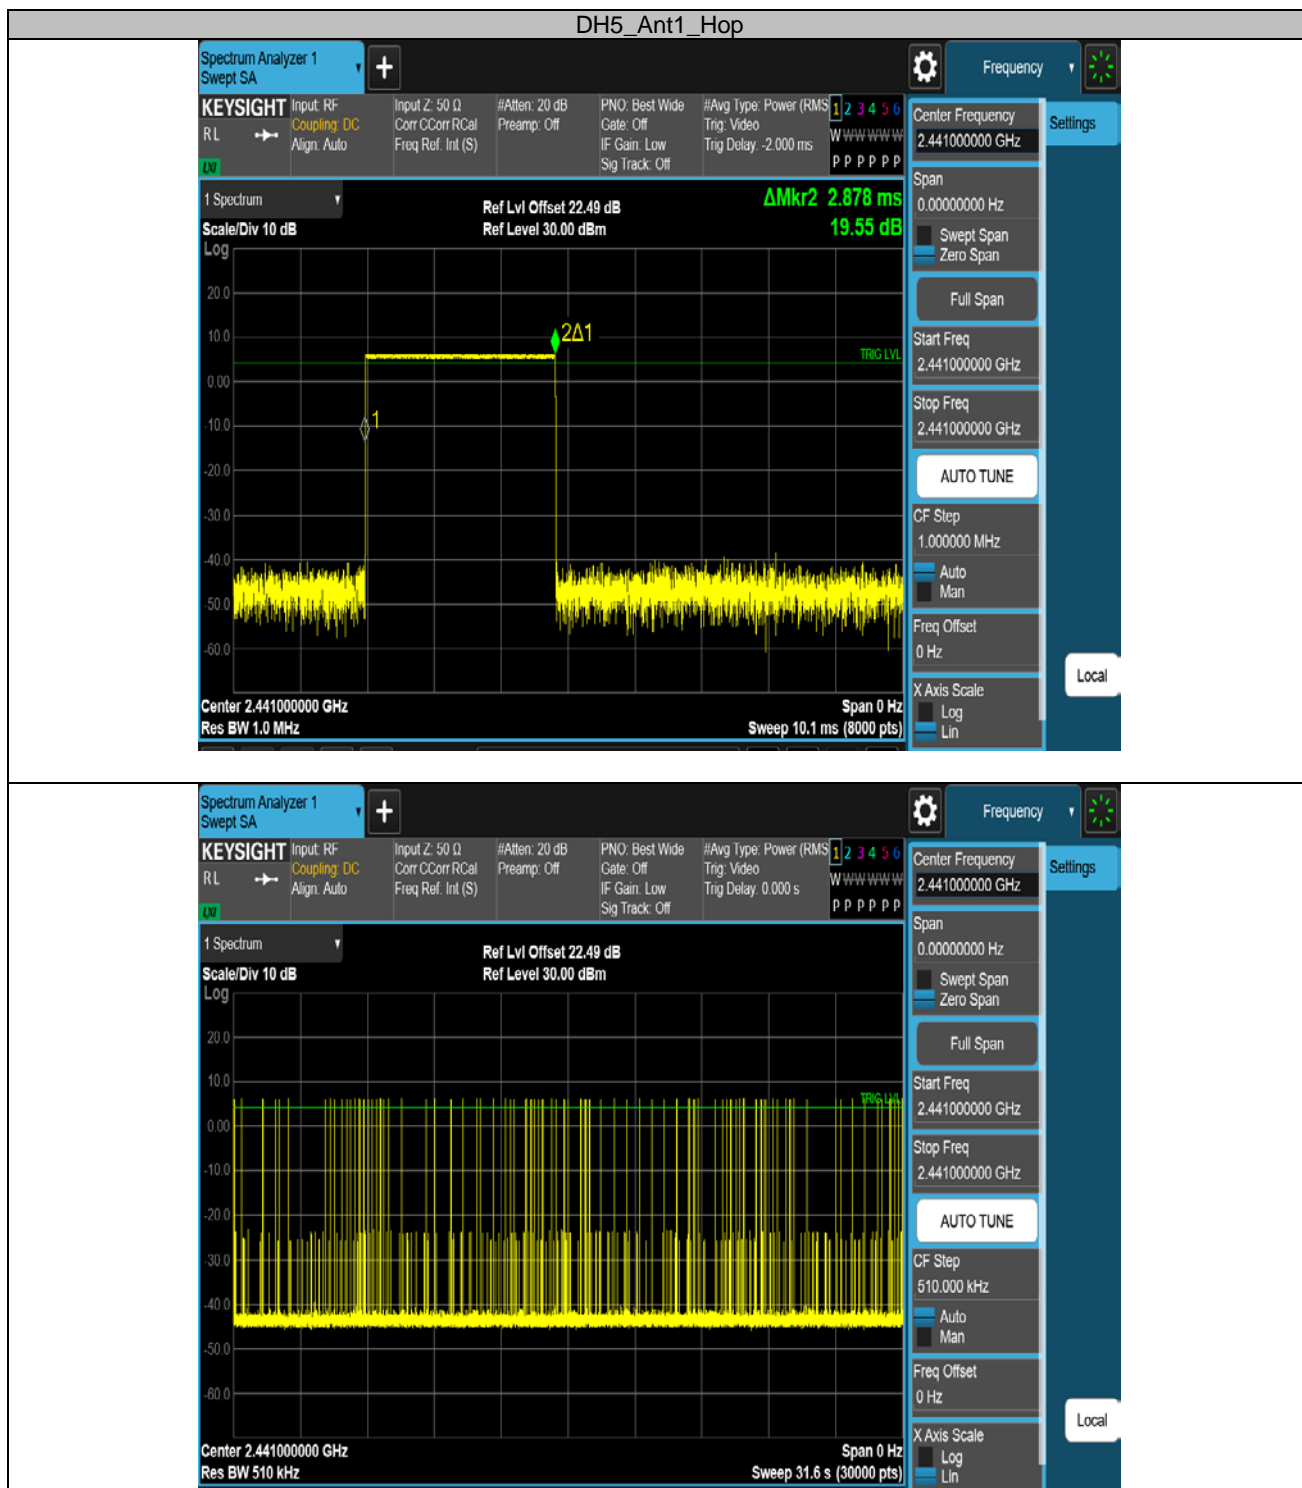 DH5_Ant1_Hop
Spectrum Analyzer 1
Swept SA
+
Frequency
KEYSIGHT
RL
LXI
Input: RF
Coupling: DC
Align: Auto
Input Z: 50 Ω
Corr CCorr RCal
Freq Ref: Int (S)
#Atten: 20 dB
Preamp: Off
PNO: Best Wide
Gate: Off
IF Gain: Low
Sig Track: Off
#Avg Type: Power (RMS
Trig: Video
Trig Delay: -2.000 ms
1 2 3 4 5 6
W W W W W W
P P P P P P
1 Spectrum
Scale/Div 10 dB
Log
Ref Lvl Offset 22.49 dB
Ref Level 30.00 dBm
ΔMkr2 2.878 ms
19.55 dB
20.0
10.0
0.00
-10.0
-20.0
-30.0
-40.0
-50.0
-60.0
2Δ1
1
TRIG LVL
Center 2.441000000 GHz
Res BW 1.0 MHz
Span 0 Hz
Sweep 10.1 ms (8000 pts)
Center Frequency
2.441000000 GHz
Span
0.00000000 Hz
Swept Span
Zero Span
Full Span
Start Freq
2.441000000 GHz
Stop Freq
2.441000000 GHz
AUTO TUNE
CF Step
1.000000 MHz
Auto
Man
Freq Offset
0 Hz
X Axis Scale
Log
Lin
Settings
Local
Spectrum Analyzer 1
Swept SA
+
Frequency
KEYSIGHT
RL
LXI
Input: RF
Coupling: DC
Align: Auto
Input Z: 50 Ω
Corr CCorr RCal
Freq Ref: Int (S)
#Atten: 20 dB
Preamp: Off
PNO: Best Wide
Gate: Off
IF Gain: Low
Sig Track: Off
#Avg Type: Power (RMS
Trig: Video
Trig Delay: 0.000 s
1 2 3 4 5 6
W W W W W W
P P P P P P
1 Spectrum
Scale/Div 10 dB
Log
Ref Lvl Offset 22.49 dB
Ref Level 30.00 dBm
20.0
10.0
0.00
-10.0
-20.0
-30.0
-40.0
-50.0
-60.0
TRIG LVL
Center 2.441000000 GHz
Res BW 510 kHz
Span 0 Hz
Sweep 31.6 s (30000 pts)
Center Frequency
2.441000000 GHz
Span
0.00000000 Hz
Swept Span
Zero Span
Full Span
Start Freq
2.441000000 GHz
Stop Freq
2.441000000 GHz
AUTO TUNE
CF Step
510.000 kHz
Auto
Man
Freq Offset
0 Hz
X Axis Scale
Log
Lin
Settings
Local